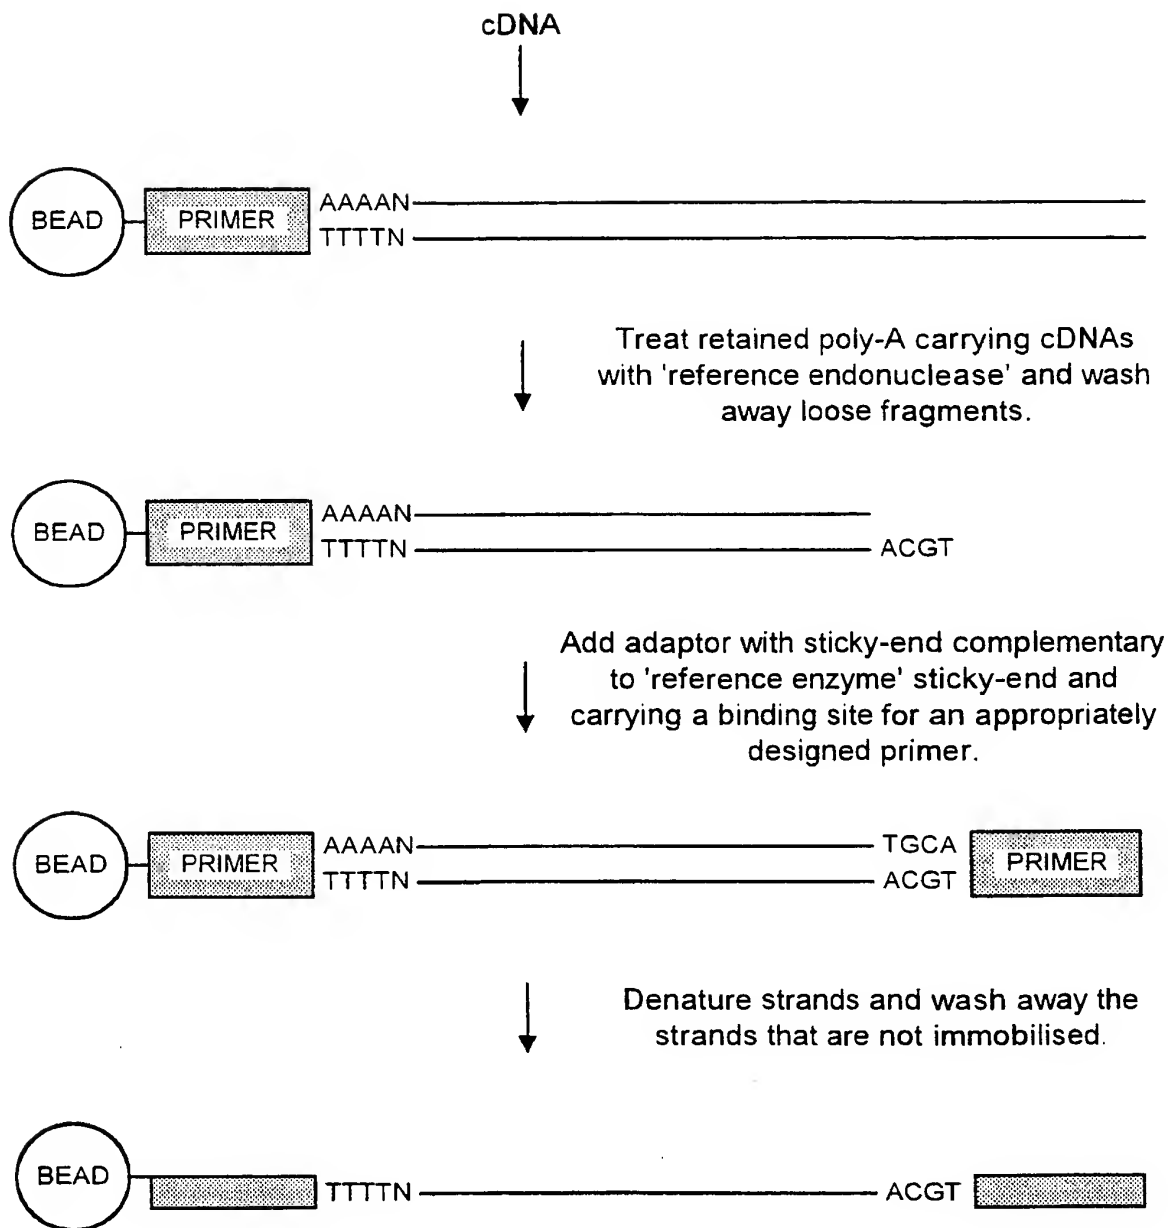 cDNA
BEAD
PRIMER
AAAAN
TTTTN
Treat retained poly-A carrying cDNAs
with 'reference endonuclease' and wash
away loose fragments.
BEAD
PRIMER
AAAAN
TTTTN
ACGT
Add adaptor with sticky-end complementary
to 'reference enzyme' sticky-end and
carrying a binding site for an appropriately
designed primer.
BEAD
PRIMER
AAAAN
TTTTN
TGCA
ACGT
PRIMER
Denature strands and wash away the
strands that are not immobilised.
BEAD
TTTTN
ACGT